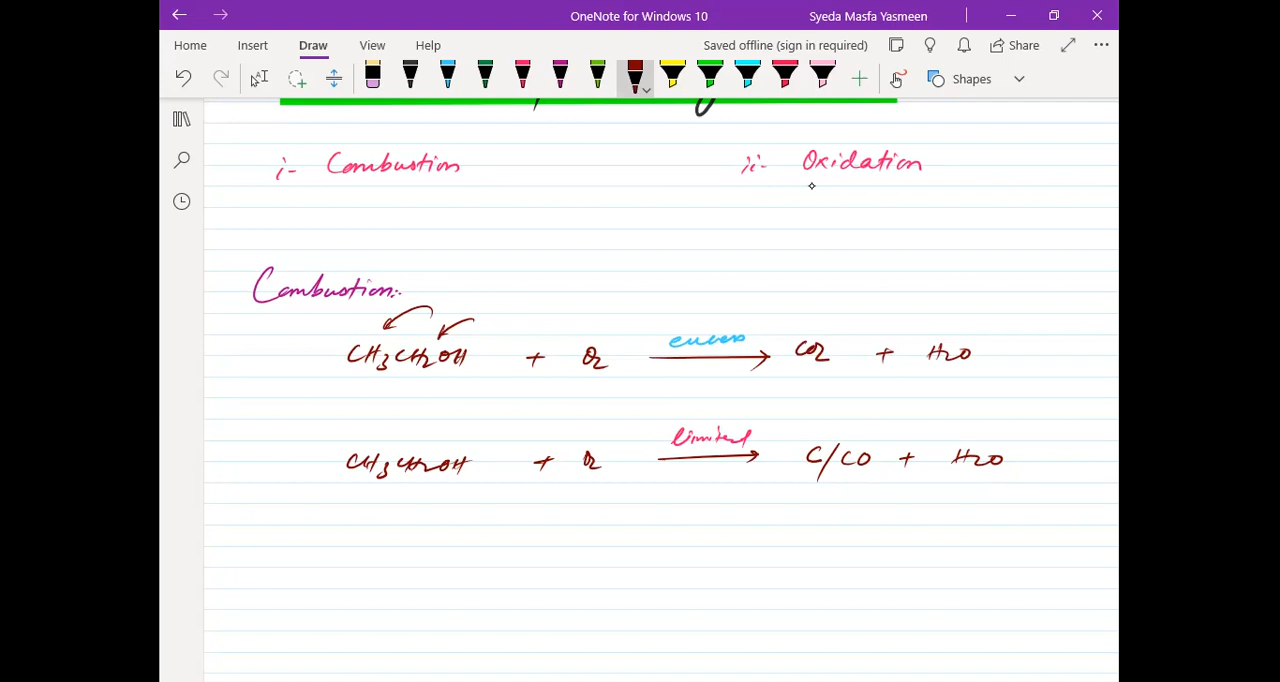 OneNote for Windows 10 Syeda Masfa Yasmeen
Home Insert Draw View Help Saved offline (sign in required) Share
Shapes
i:- Combustion ii:- Oxidation
Combustion:-
excess
CH3CH2OH + O2 → CO2 + H2O
limited
CH3CH2OH + O2 → C/CO + H2O